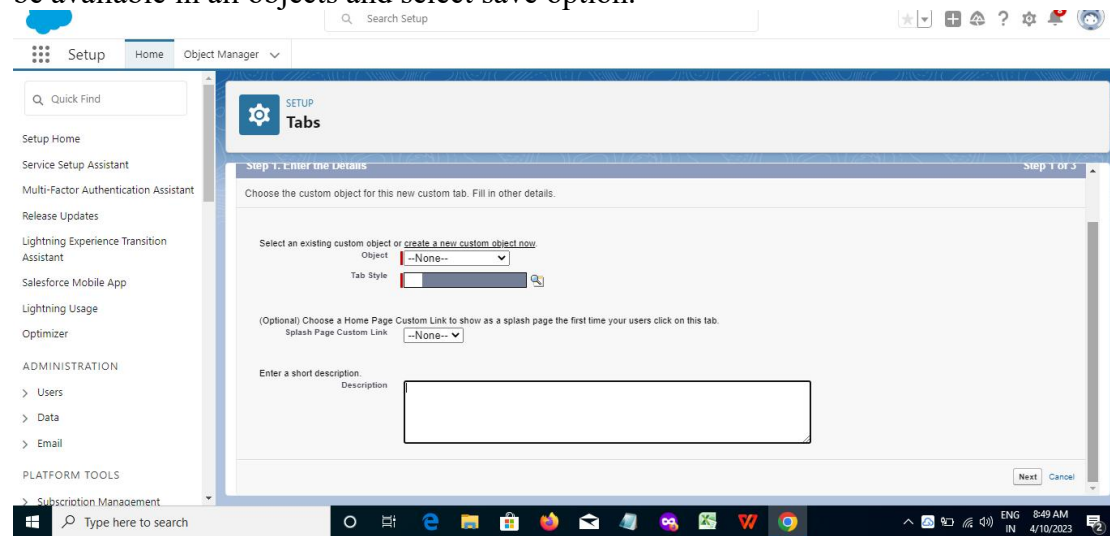 be available in all objects and select save option.
Search Setup
Setup Home Object Manager
Quick Find
SETUP
Tabs
Setup Home
Service Setup Assistant
Multi-Factor Authentication Assistant
Release Updates
Lightning Experience Transition
Assistant
Salesforce Mobile App
Lightning Usage
Optimizer
ADMINISTRATION
> Users
> Data
> Email
PLATFORM TOOLS
> Subscription Management
Step 1. Enter the Details Step 1 of 3
Choose the custom object for this new custom tab. Fill in other details.
Select an existing custom object or create a new custom object now.
Object --None--
Tab Style
(Optional) Choose a Home Page Custom Link to show as a splash page the first time your users click on this tab.
Splash Page Custom Link --None--
Enter a short description.
Description
Next Cancel
Type here to search
ENG 8:49 AM
IN 4/10/2023
2